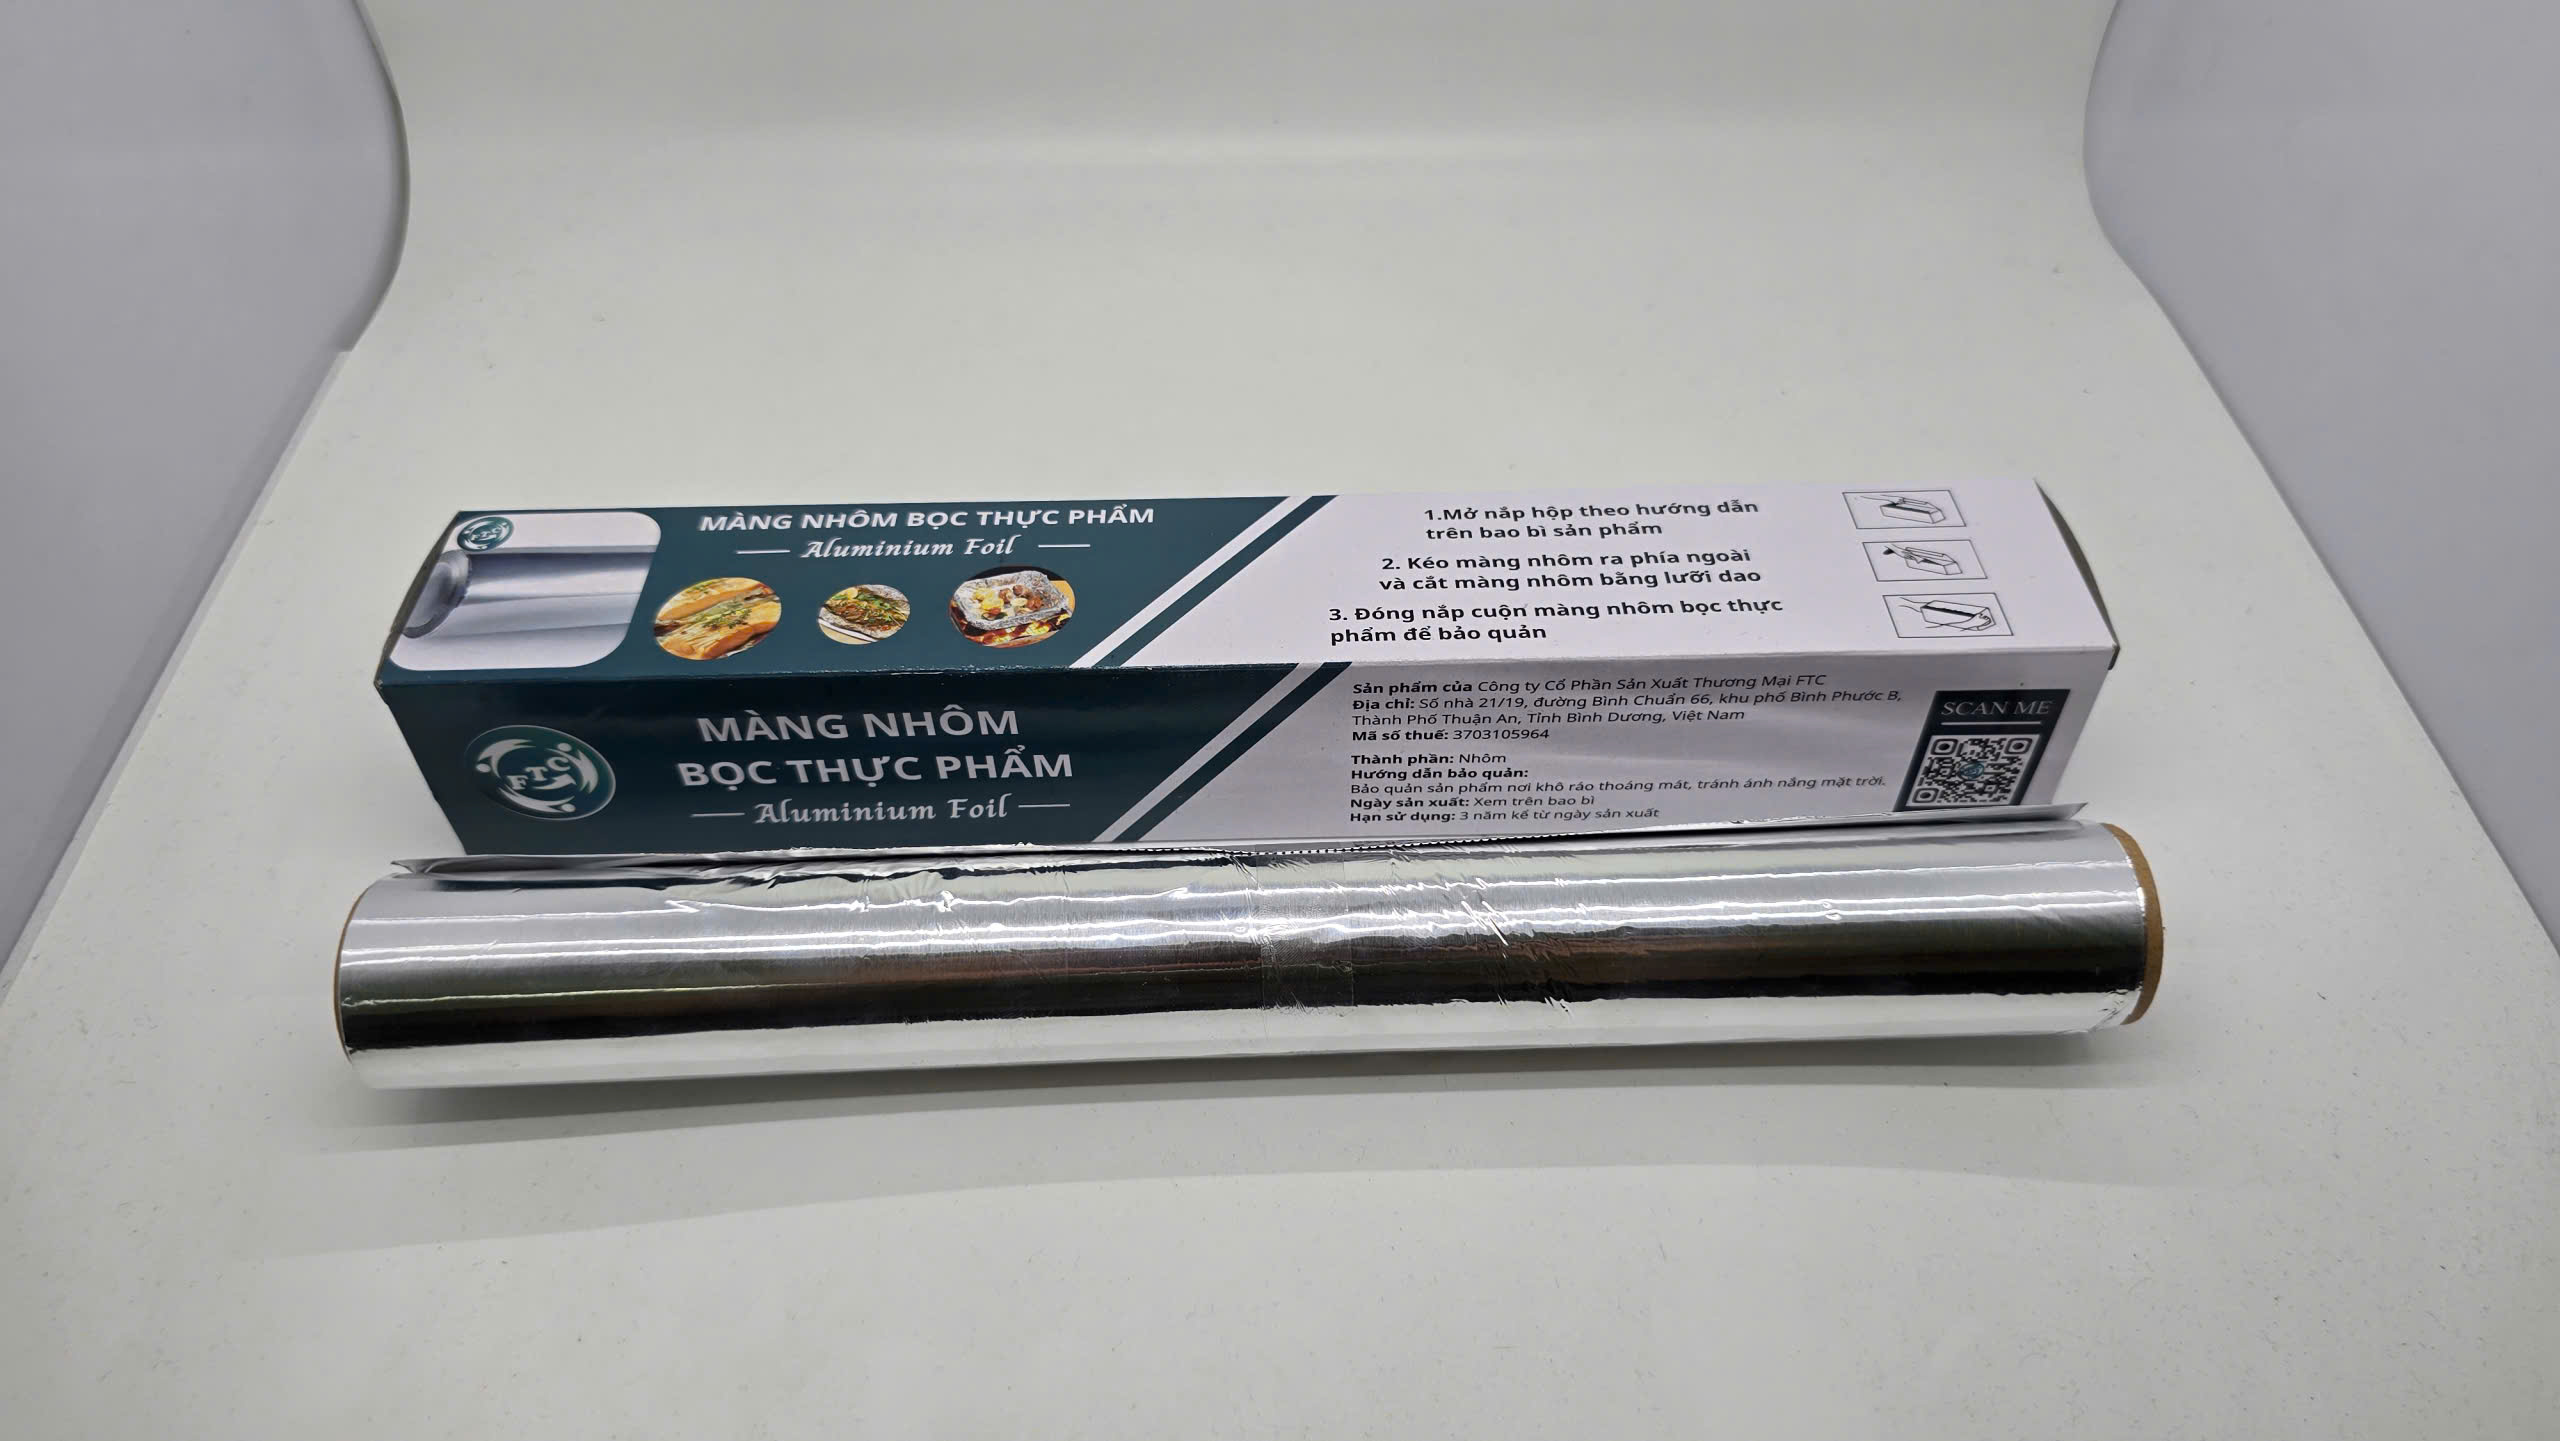 FTC
MÀNG NHÔM BỌC THỰC PHẨM
Aluminium Foil
1.Mở nắp hộp theo hướng dẫn
trên bao bì sản phẩm
2. Kéo màng nhôm ra phía ngoài
và cắt màng nhôm bằng lưỡi dao
3. Đóng nắp cuộn màng nhôm bọc thực
phẩm để bảo quản
FTC
MÀNG NHÔM
BỌC THỰC PHẨM
Aluminium Foil
Sản phẩm của Công ty Cổ Phần Sản Xuất Thương Mại FTC
Địa chỉ: Số nhà 21/19, đường Bình Chuẩn 66, khu phố Bình Phước B,
Thành Phố Thuận An, Tỉnh Bình Dương, Việt Nam
Mã số thuế: 3703105964
Thành phần: Nhôm
Hướng dẫn bảo quản:
Bảo quản sản phẩm nơi khô ráo thoáng mát, tránh ánh nắng mặt trời.
Ngày sản xuất: Xem trên bao bì
Hạn sử dụng: 3 năm kể từ ngày sản xuất
SCAN ME